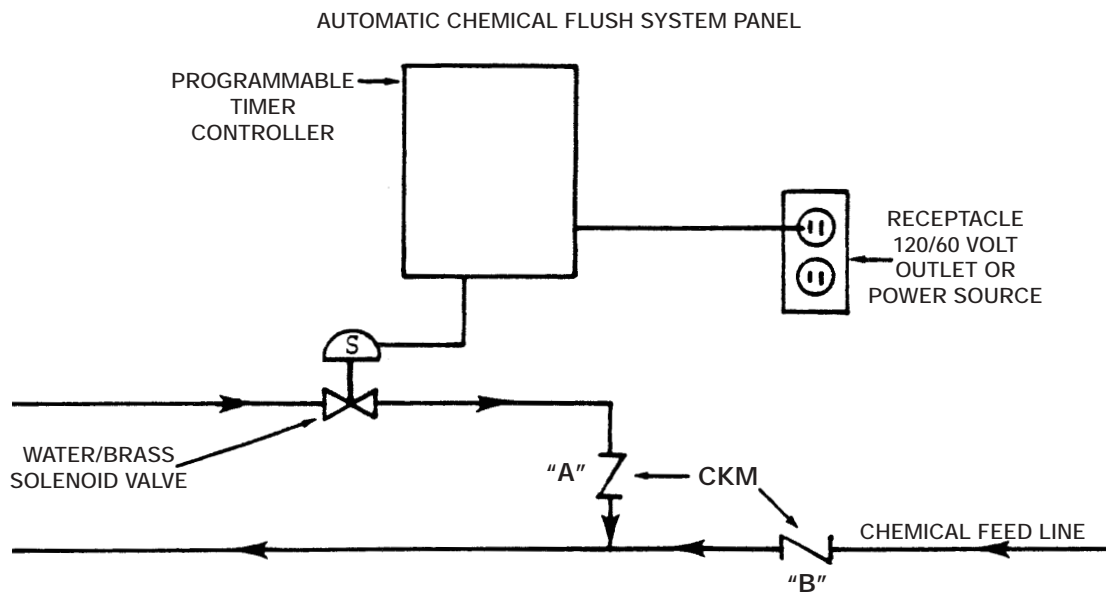 AUTOMATIC CHEMICAL FLUSH SYSTEM PANEL
PROGRAMMABLE
TIMER
CONTROLLER
RECEPTACLE
120/60 VOLT
OUTLET OR
POWER SOURCE
S
WATER/BRASS
SOLENOID VALVE
“A”
CKM
CHEMICAL FEED LINE
“B”